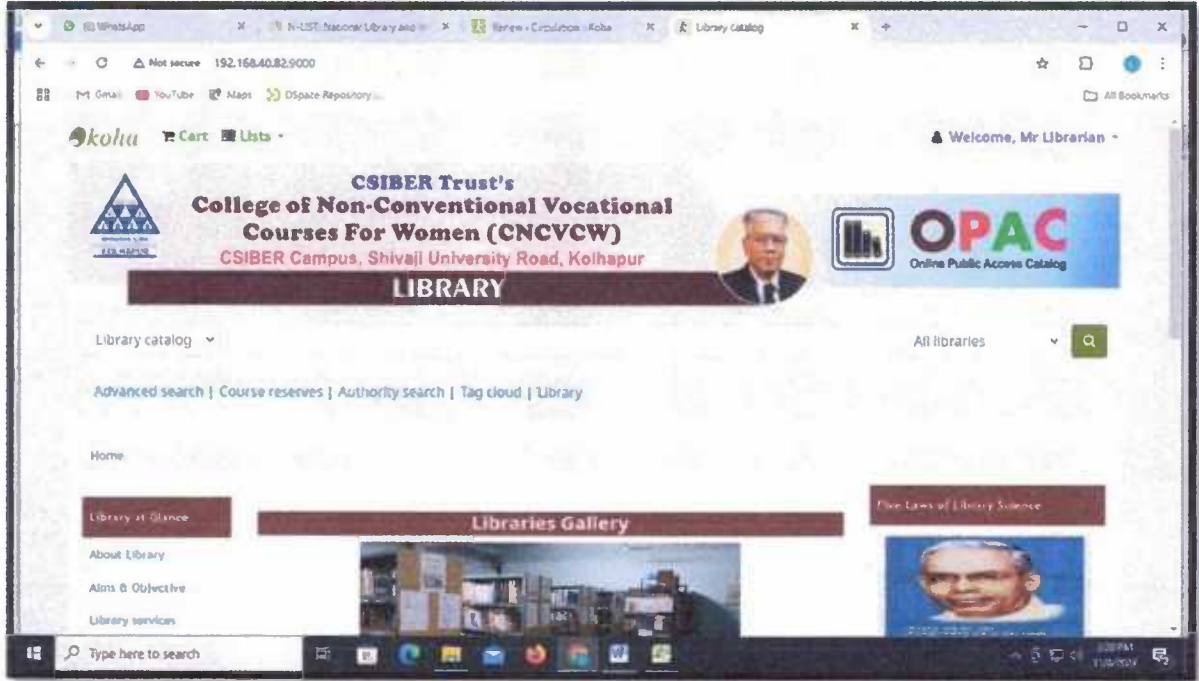 WhatsApp
N-LIST: National Library and
Renew › Circulation › Koha
Library catalog
Not secure 192.168.40.82:9000
Gmail YouTube Maps DSpace Repository
All Bookmarks
koha Cart Lists
Welcome, Mr Librarian
CSIBER Trust's
College of Non-Conventional Vocational
Courses For Women (CNCVCW)
CSIBER Campus, Shivaji University Road, Kolhapur
LIBRARY
KOLHAPUR
OPAC
Online Public Access Catalog
Library catalog
All libraries
Advanced search | Course reserves | Authority search | Tag cloud | Library
Home
Library at Glance
About Library
Aims & Objective
Library services
Libraries Gallery
Five Laws of Library Science
Type here to search